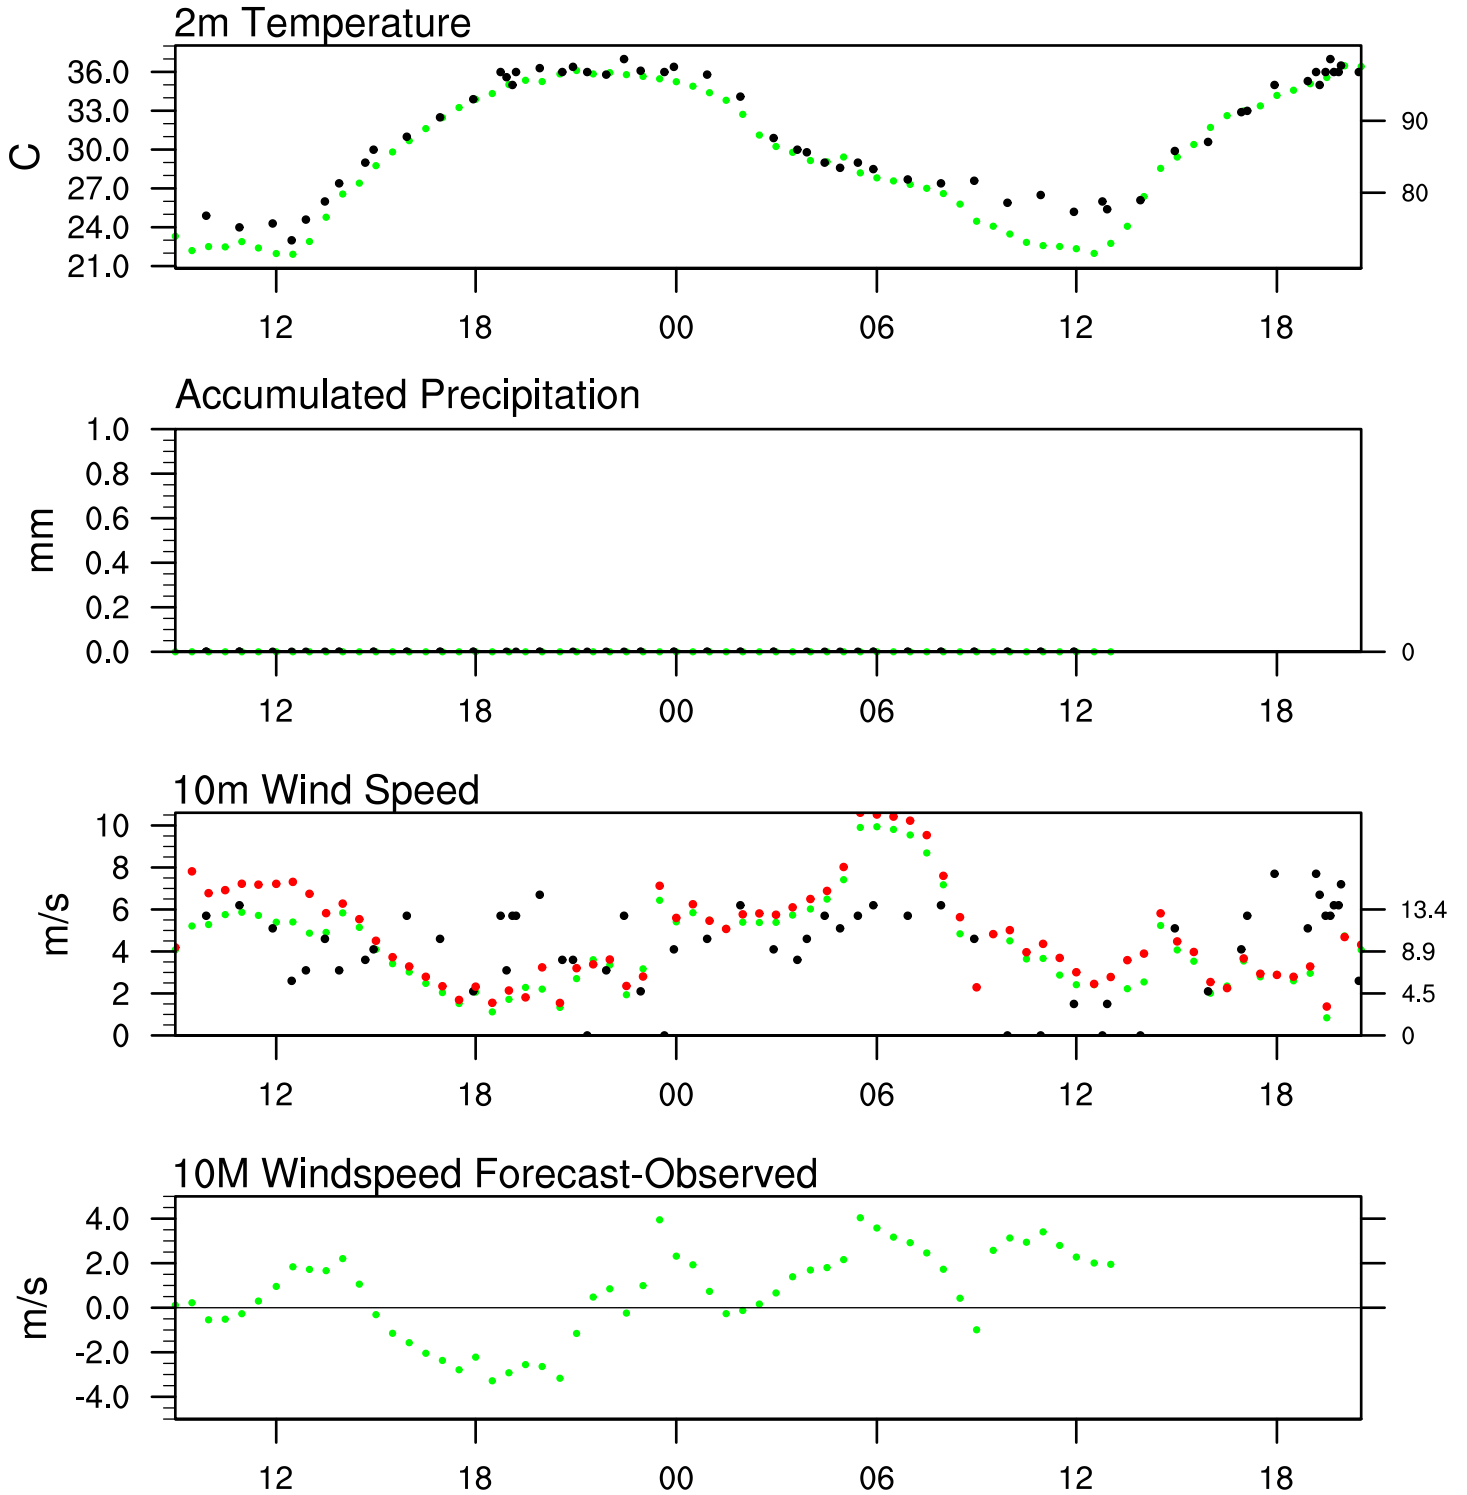 2m Temperature
36.0
33.0
30.0
27.0
24.0
21.0
C
90
80
12 18 00 06 12 18
Accumulated Precipitation
1.0
0.8
0.6
0.4
0.2
0.0
mm
0
12 18 00 06 12 18
10m Wind Speed
10
8
6
4
2
0
m/s
13.4
8.9
4.5
0
12 18 00 06 12 18
10M Windspeed Forecast-Observed
4.0
2.0
0.0
-2.0
-4.0
m/s
12 18 00 06 12 18